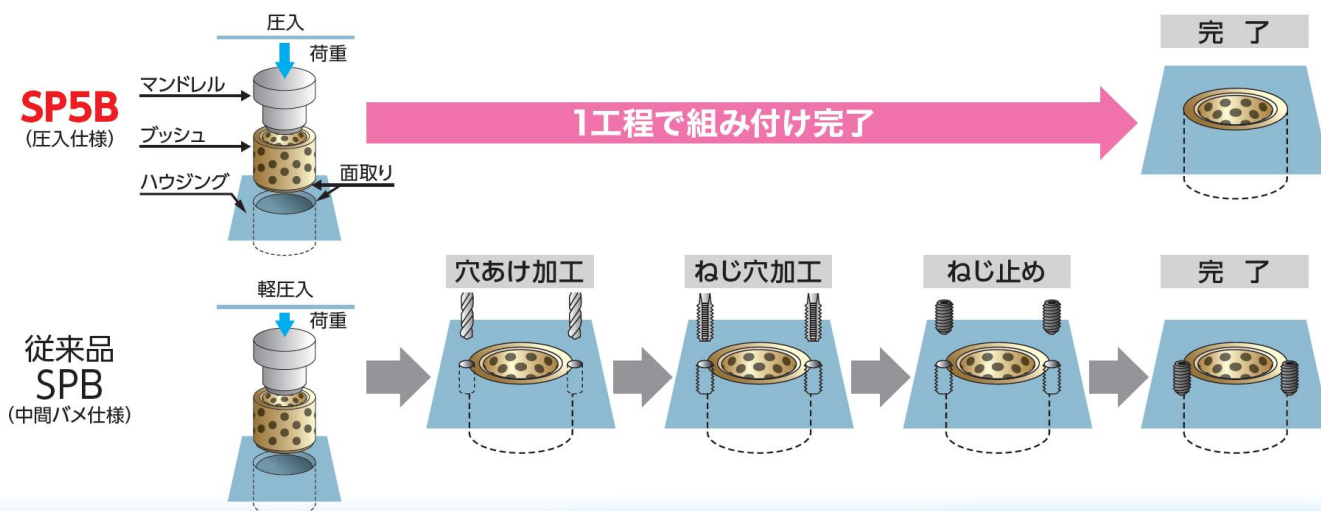 圧入
荷重
マンドレル
SP5B
(圧入仕様)
ブッシュ
ハウジング
面取り
1工程で組み付け完了
完了
軽圧入
荷重
従来品
SPB
(中間バメ仕様)
穴あけ加工
ねじ穴加工
ねじ止め
完了